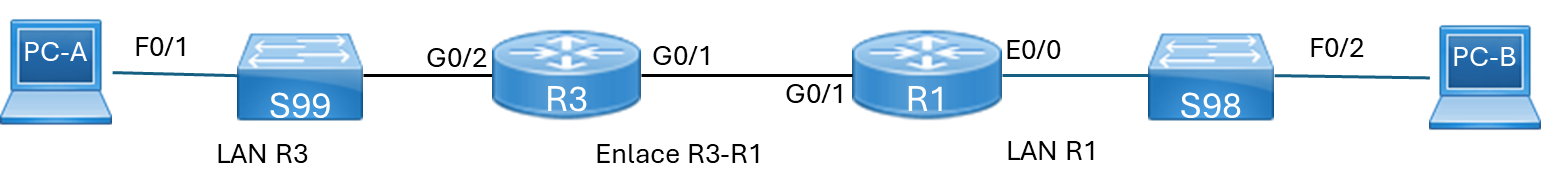 PC-A
F0/1
S99
G0/2
R3
G0/1
G0/1
R1
E0/0
S98
F0/2
PC-B
LAN R3
Enlace R3-R1
LAN R1